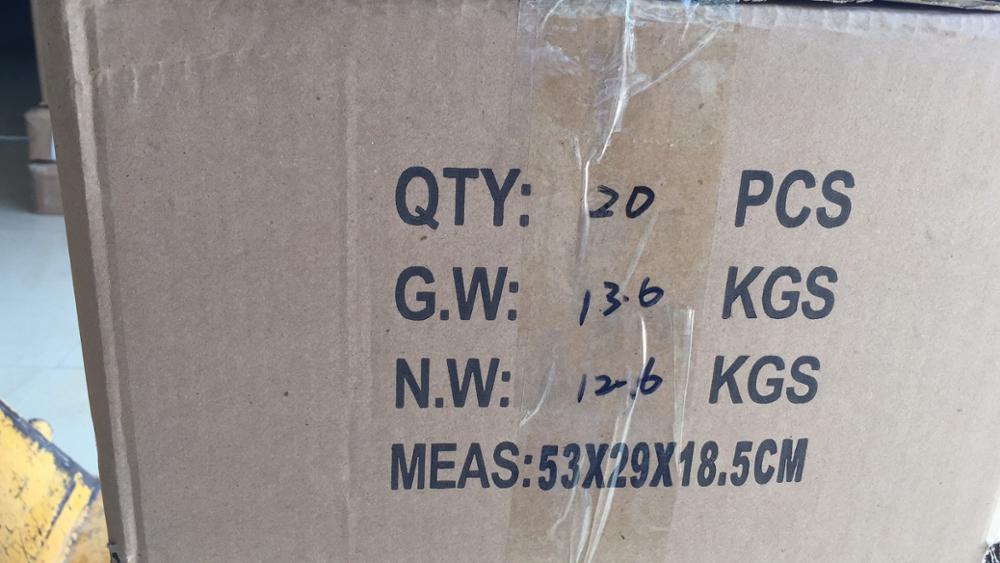 QTY: 20 PCS
G.W: 13.6 KGS
N.W: 12.6 KGS
MEAS:53X29X18.5CM